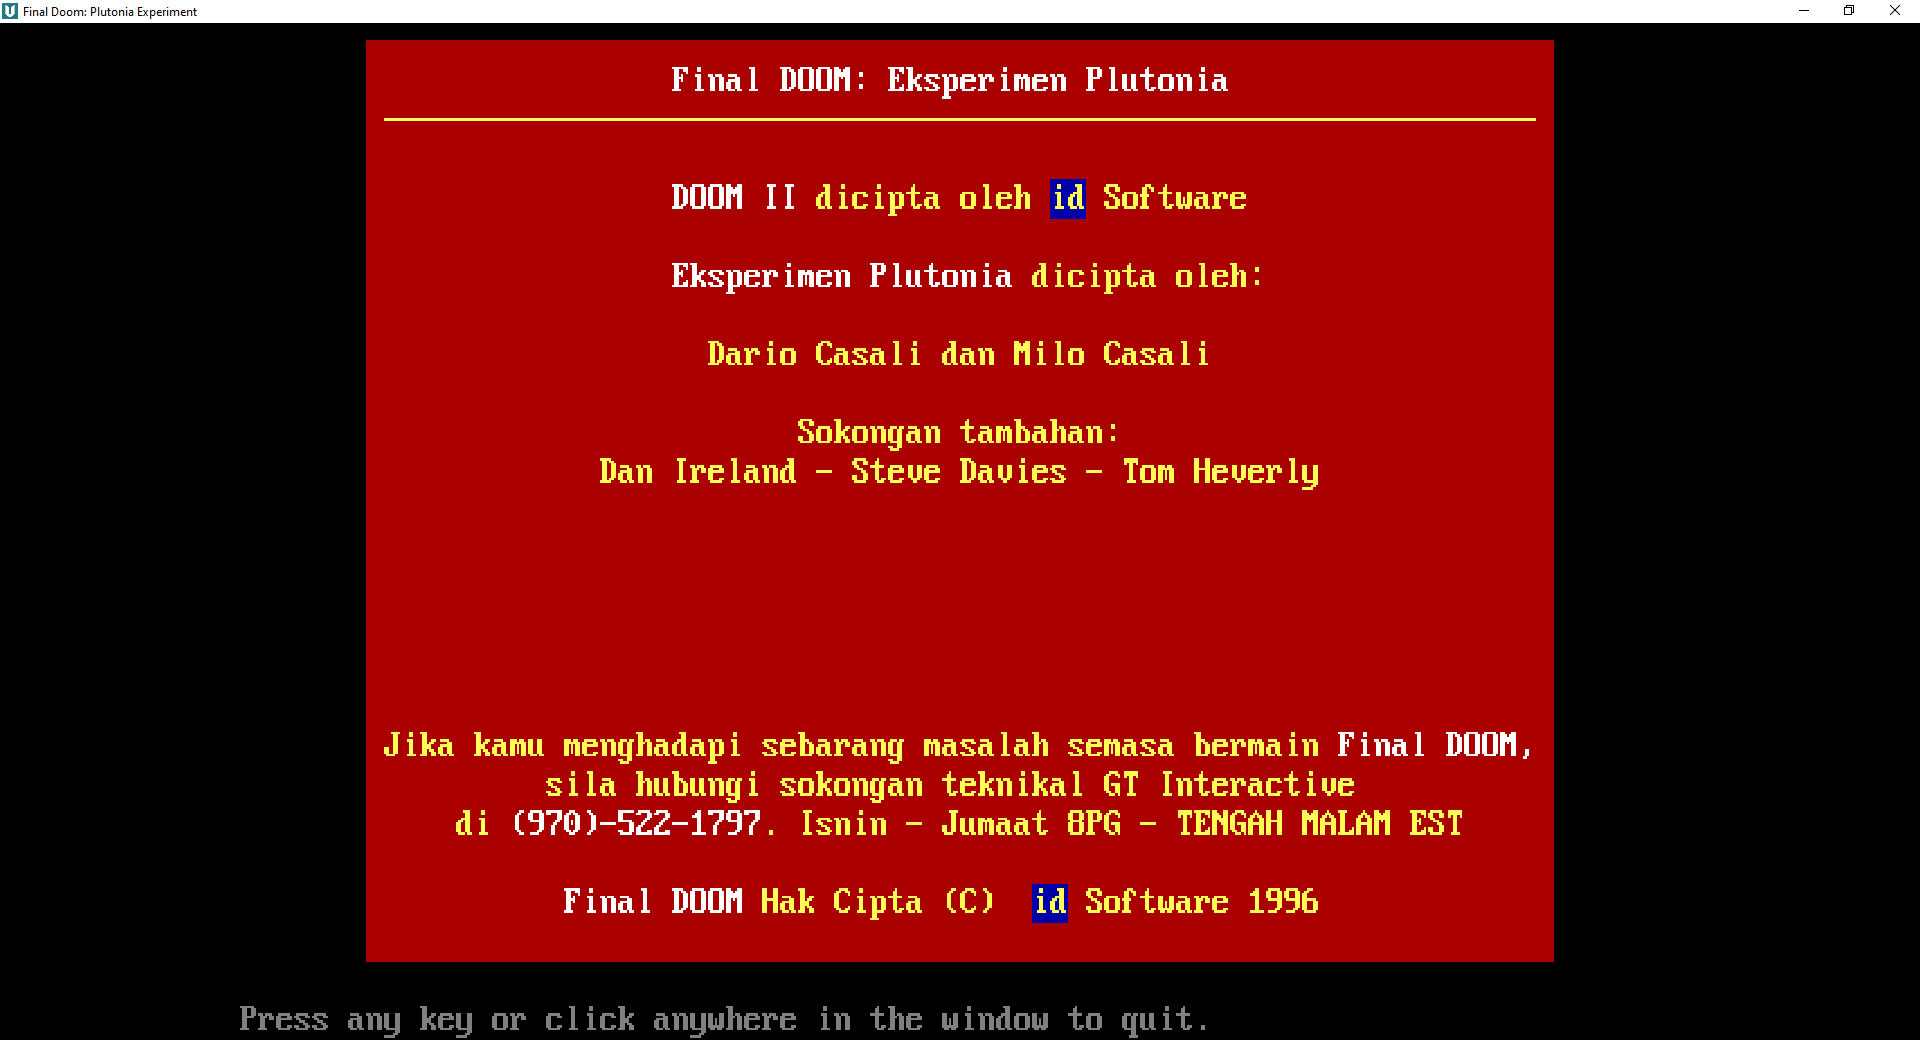 Final Doom: Plutonia Experiment
Final DOOM: Eksperimen Plutonia
DOOM II dicipta oleh id Software
Eksperimen Plutonia dicipta oleh:
Dario Casali dan Milo Casali
Sokongan tambahan:
Dan Ireland - Steve Davies - Tom Heverly
Jika kamu menghadapi sebarang masalah semasa bermain Final DOOM,
sila hubungi sokongan teknikal GT Interactive
di (970)-522-1797. Isnin - Jumaat 8PG - TENGAH MALAM EST
Final DOOM Hak Cipta (C)  id Software 1996
Press any key or click anywhere in the window to quit.